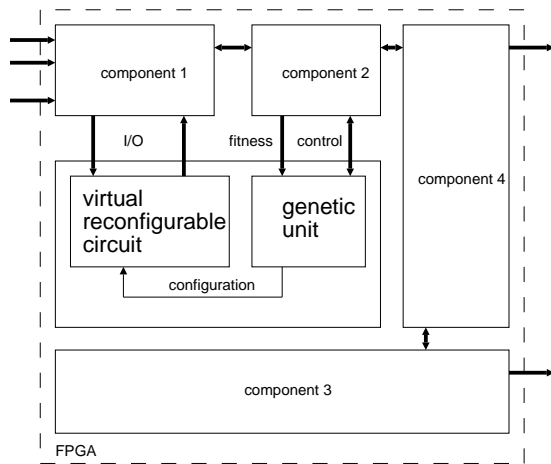 component 1
component 2
I/O
fitness
control
component 4
virtual
reconfigurable
circuit
genetic
unit
configuration
component 3
FPGA